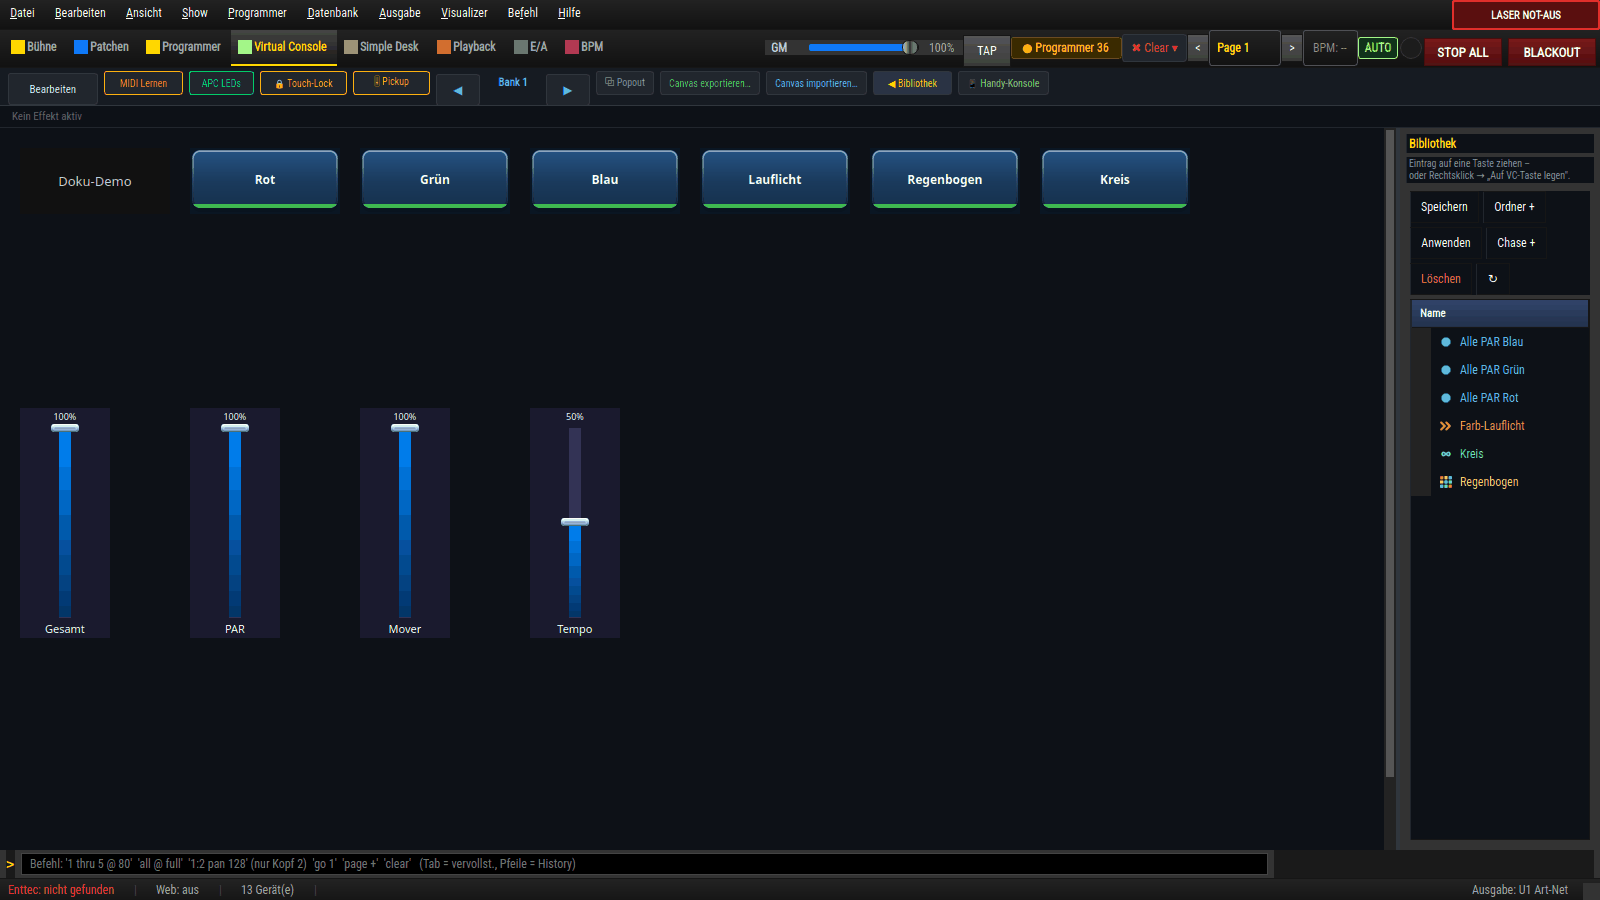 Datei Bearbeiten Ansicht Show Programmer Datenbank Ausgabe Visualizer Befehl Hilfe LASER NOT-AUS
Bühne Patchen Programmer Virtual Console Simple Desk Playback E/A BPM GM 100% TAP Programmer 36 ✖ Clear ▾ < Page 1 > BPM: -- AUTO STOP ALL BLACKOUT
Bearbeiten MIDI Lernen APC LEDs Touch-Lock Pickup ◀ Bank 1 ▶ Popout Canvas exportieren... Canvas importieren... ◀ Bibliothek Handy-Konsole
Kein Effekt aktiv
Doku-Demo Rot Grün Blau Lauflicht Regenbogen Kreis
100% 100% 100% 50%
Gesamt PAR Mover Tempo
Bibliothek
Eintrag auf eine Taste ziehen –
oder Rechtsklick → „Auf VC-Taste legen".
Speichern Ordner +
Anwenden Chase +
Löschen ↻
Name
Alle PAR Blau
Alle PAR Grün
Alle PAR Rot
Farb-Lauflicht
Kreis
Regenbogen
> Befehl: '1 thru 5 @ 80' 'all @ full' '1:2 pan 128' (nur Kopf 2) 'go 1' 'page +' 'clear' (Tab = vervollst., Pfeile = History)
Enttec: nicht gefunden Web: aus 13 Gerät(e) Ausgabe: U1 Art-Net